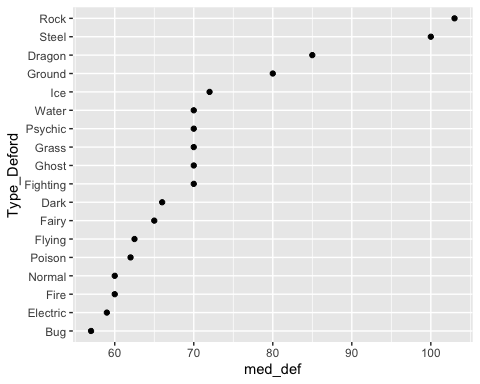 Rock
Steel
Dragon
Ground
Ice
Water
Psychic
Grass
Ghost
Fighting
Dark
Fairy
Flying
Poison
Normal
Fire
Electric
Bug
Type_Deford
60 70 80 90 100
med_def